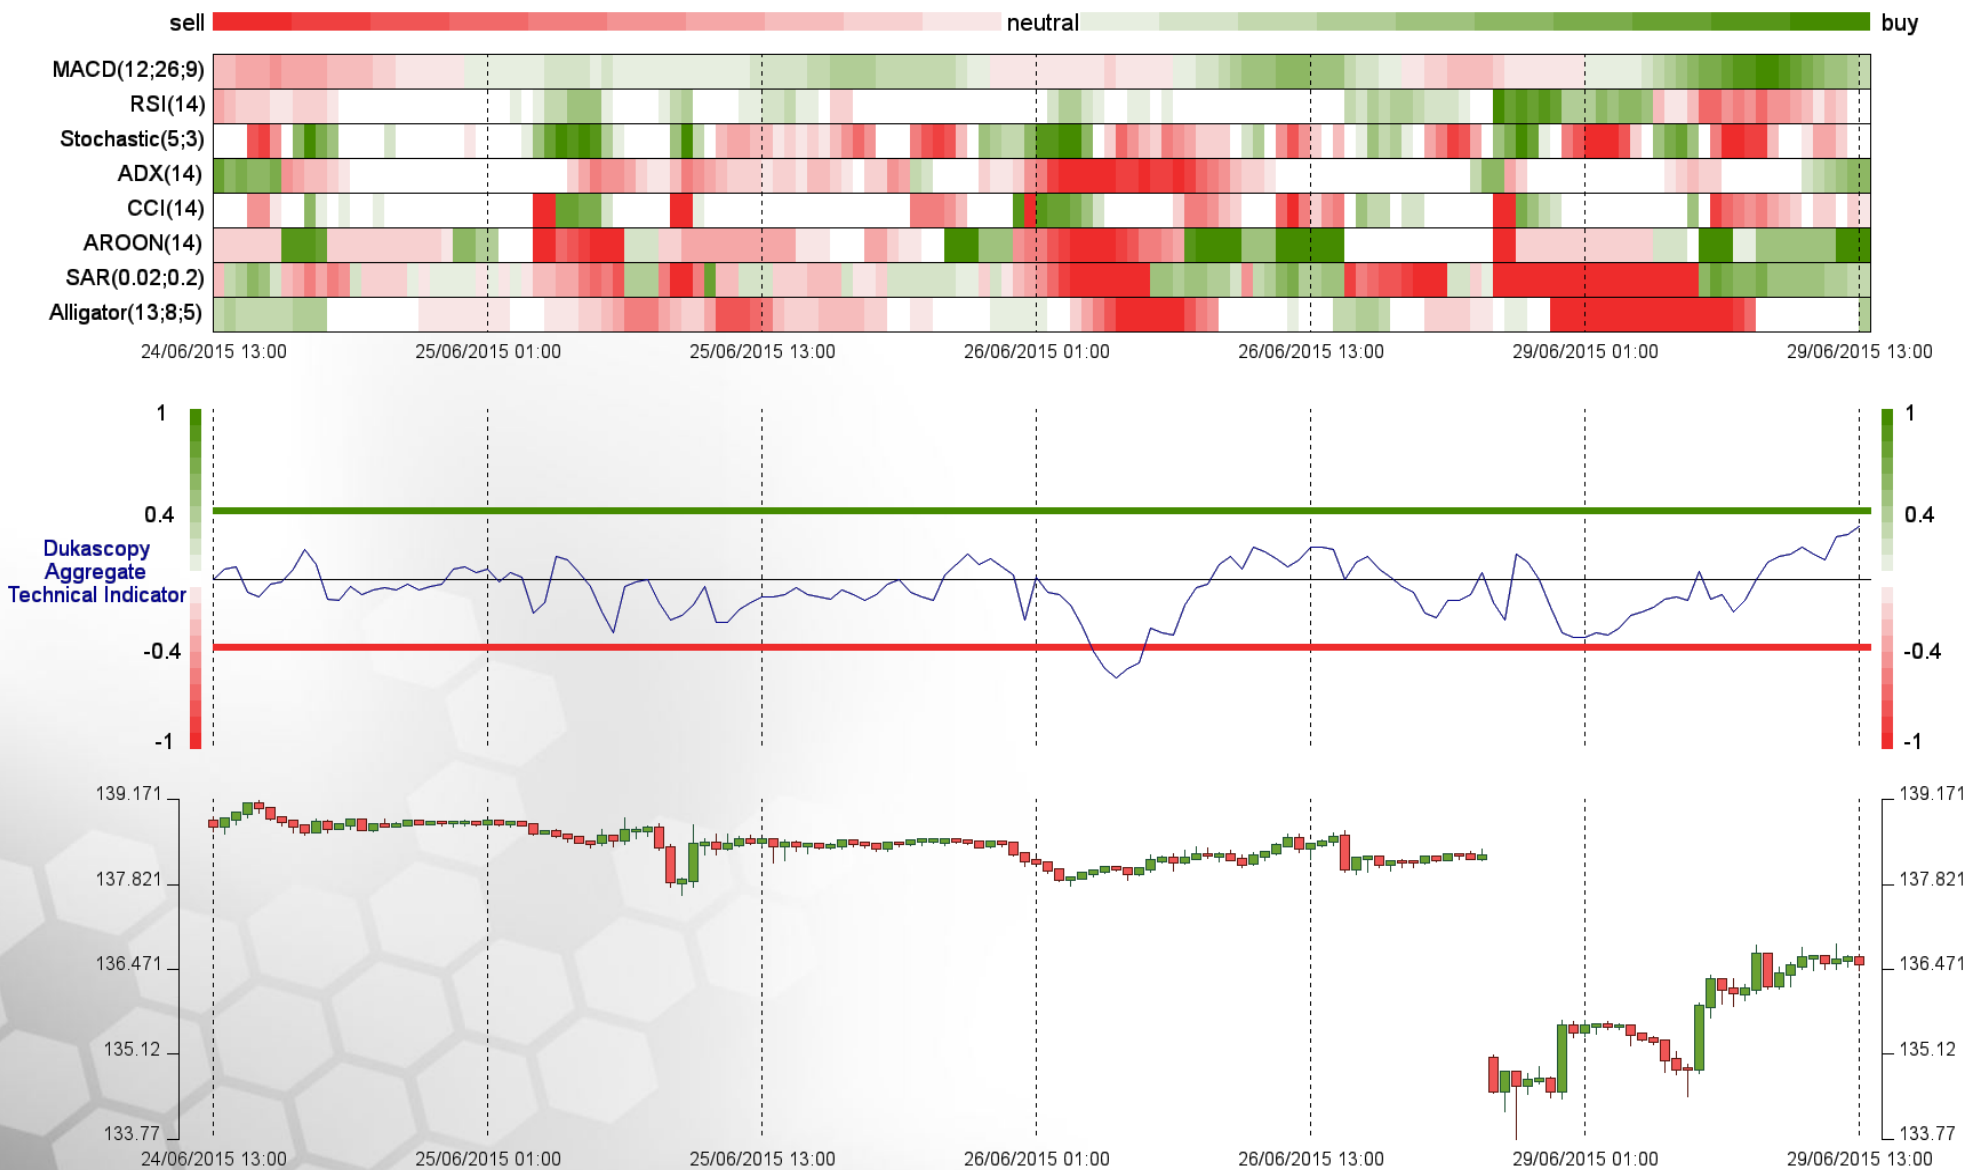 sell neutral buy
MACD(12;26;9)
RSI(14)
Stochastic(5;3)
ADX(14)
CCI(14)
AROON(14)
SAR(0.02;0.2)
Alligator(13;8;5)
24/06/2015 13:00 25/06/2015 01:00 25/06/2015 13:00 26/06/2015 01:00 26/06/2015 13:00 29/06/2015 01:00 29/06/2015 13:00
1 1
0.4 0.4
Dukascopy
Aggregate
Technical Indicator
-0.4 -0.4
-1 -1
139.171 139.171
137.821 137.821
136.471 136.471
135.12 135.12
133.77 133.77
24/06/2015 13:00 25/06/2015 01:00 25/06/2015 13:00 26/06/2015 01:00 26/06/2015 13:00 29/06/2015 01:00 29/06/2015 13:00